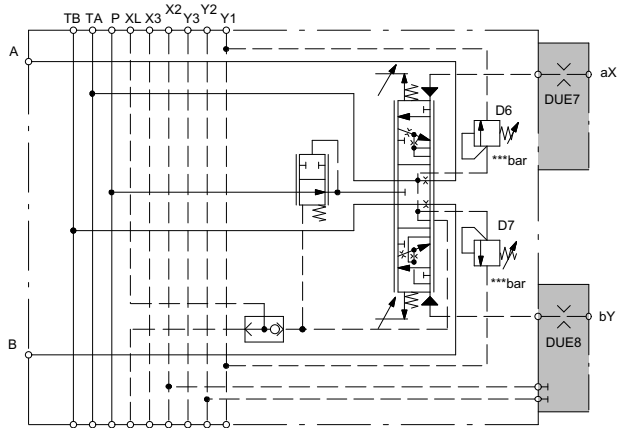 TB TA P XL X3 X2 Y3 Y2 Y1
A
aX
DUE7
D6
***bar
D7
***bar
bY
DUE8
B